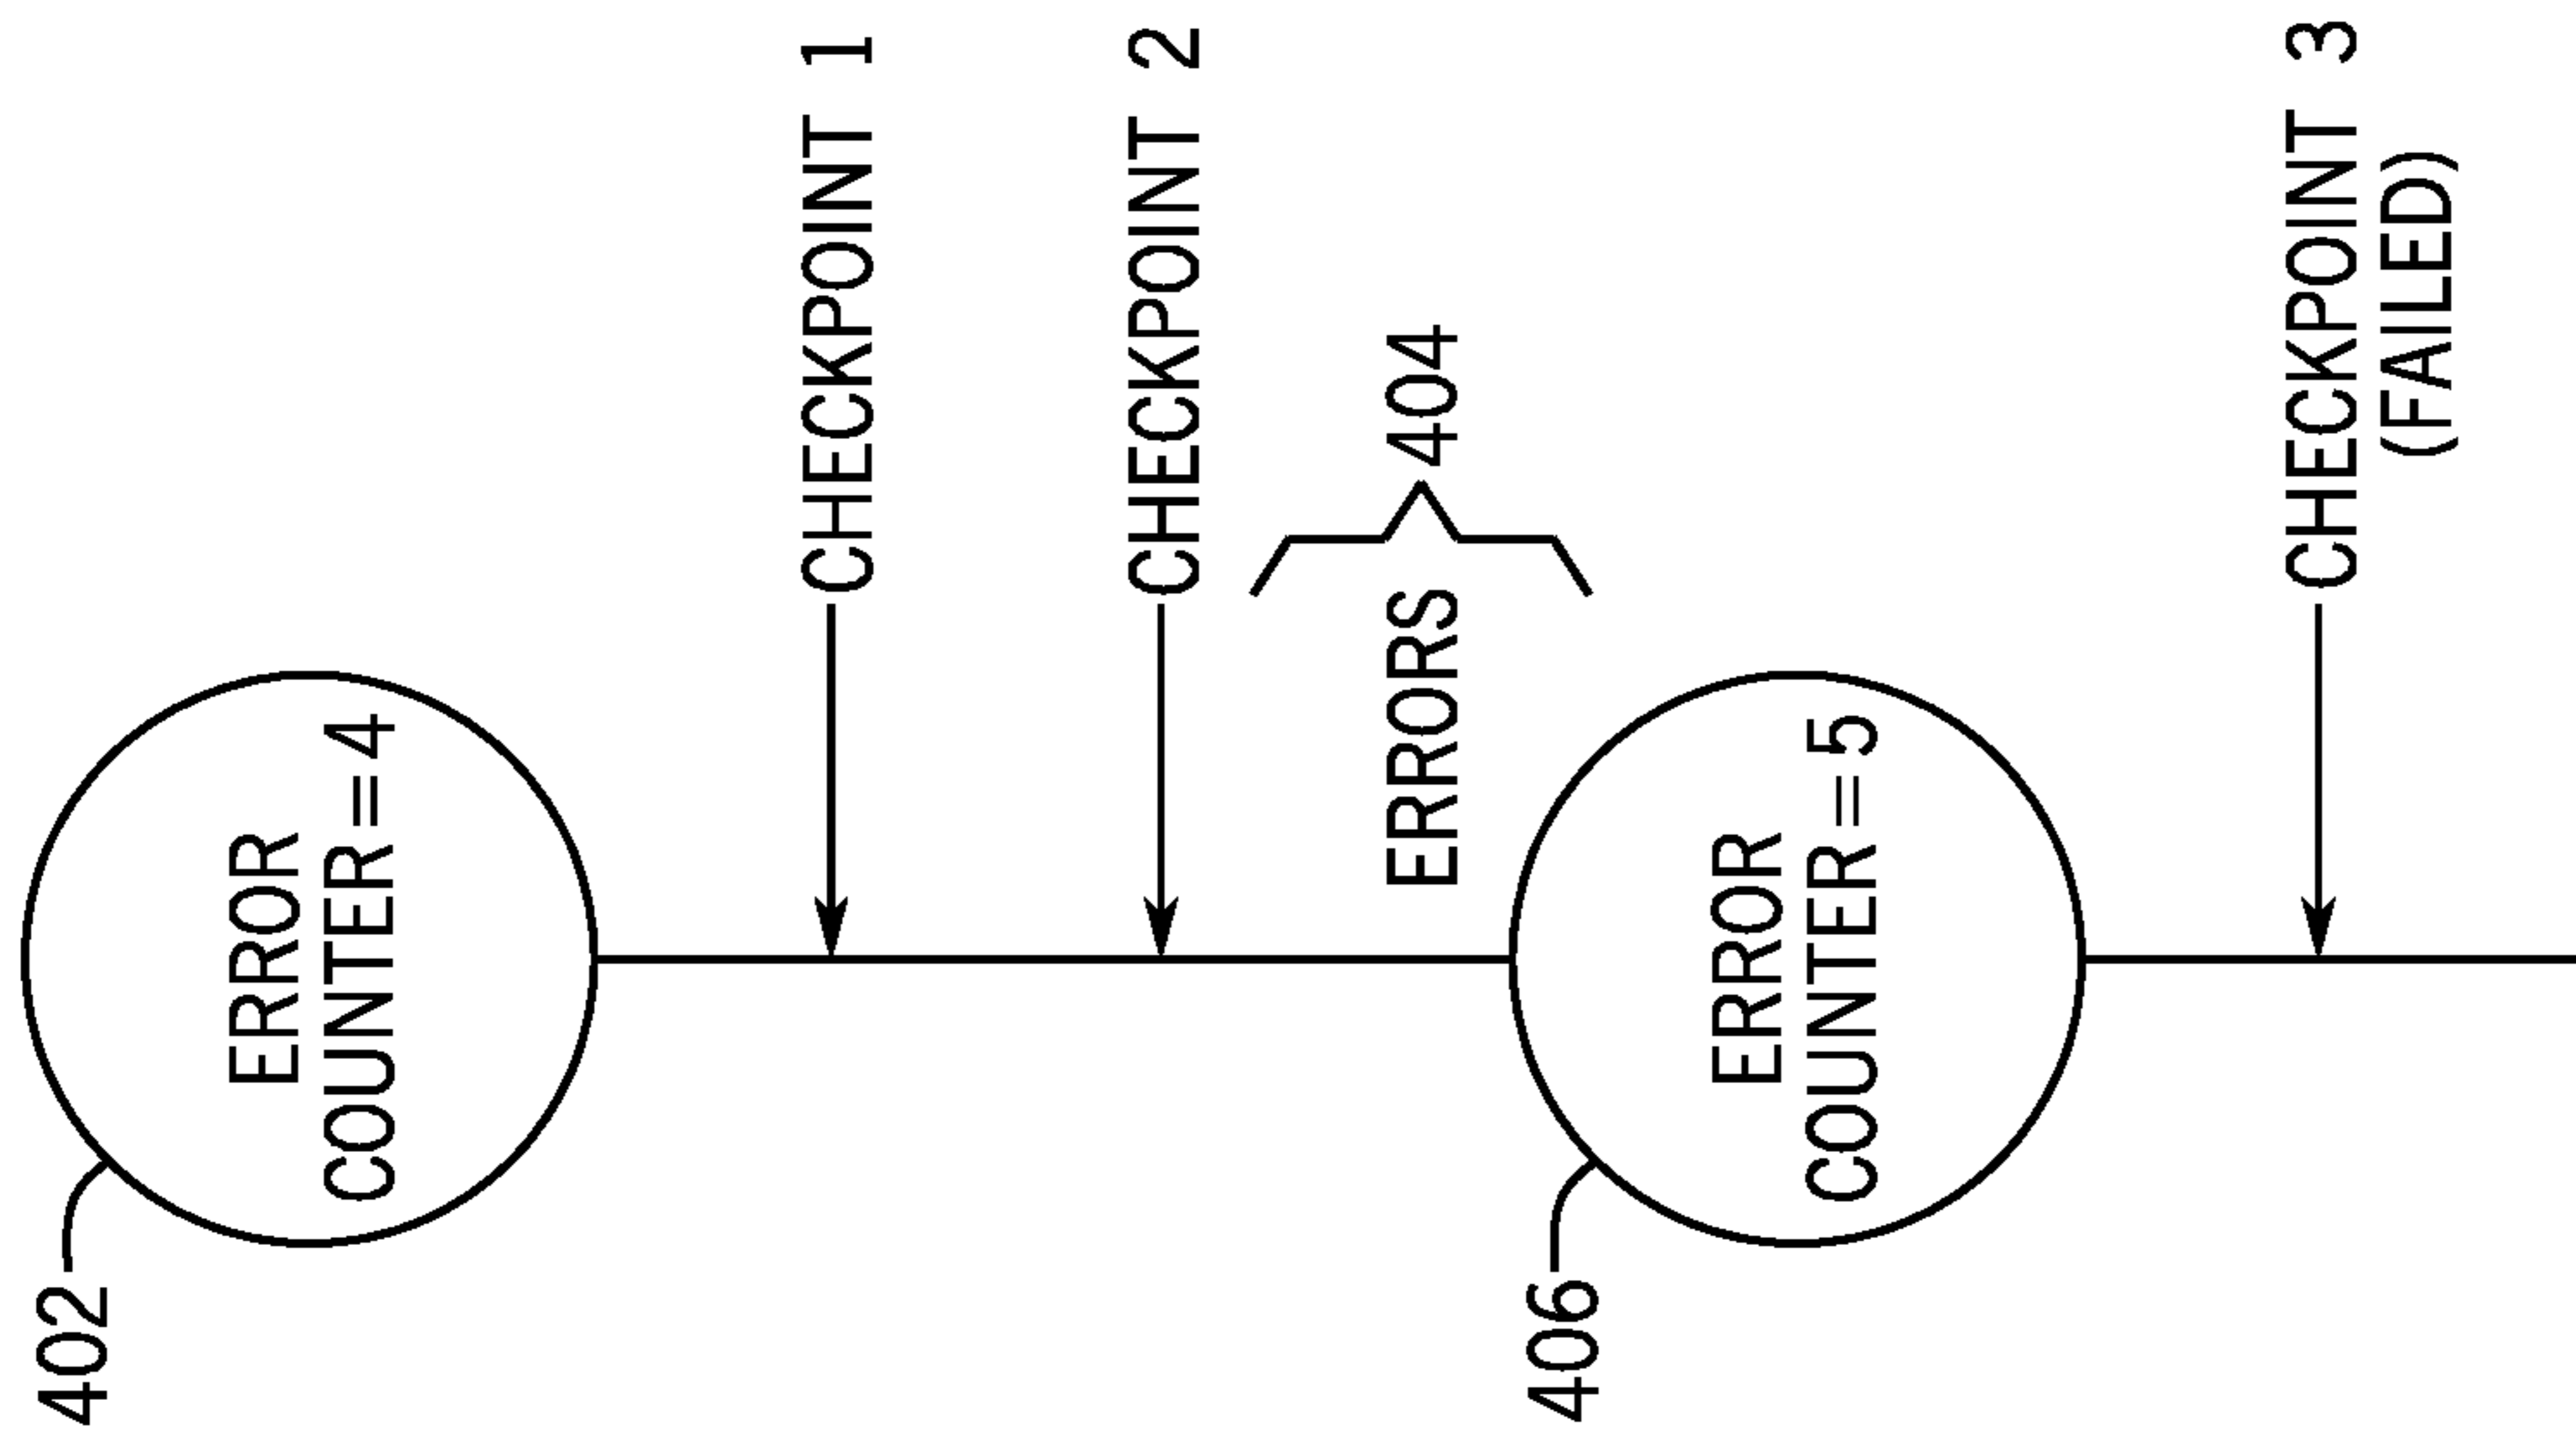 402
ERROR
COUNTER = 4
CHECKPOINT 1
CHECKPOINT 2
ERRORS
404
406
ERROR
COUNTER = 5
CHECKPOINT 3
(FAILED)